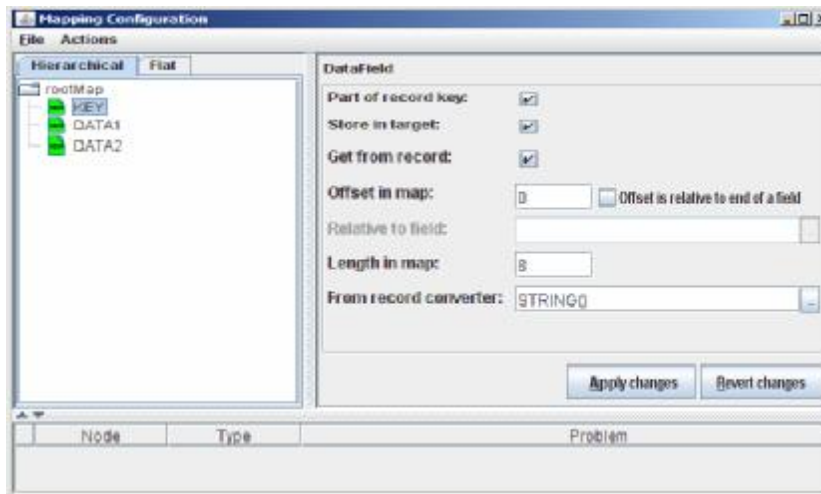 Mapping Configuration
File Actions
Hierarchical Flat
rootMap
KEY
DATA1
DATA2
DataField
Part of record key:
Store in target:
Get from record:
Offset in map: 0 Offset is relative to end of a field
Relative to field:
Length in map: 8
From record converter: STRING() ...
Apply changes Revert changes
Node Type Problem